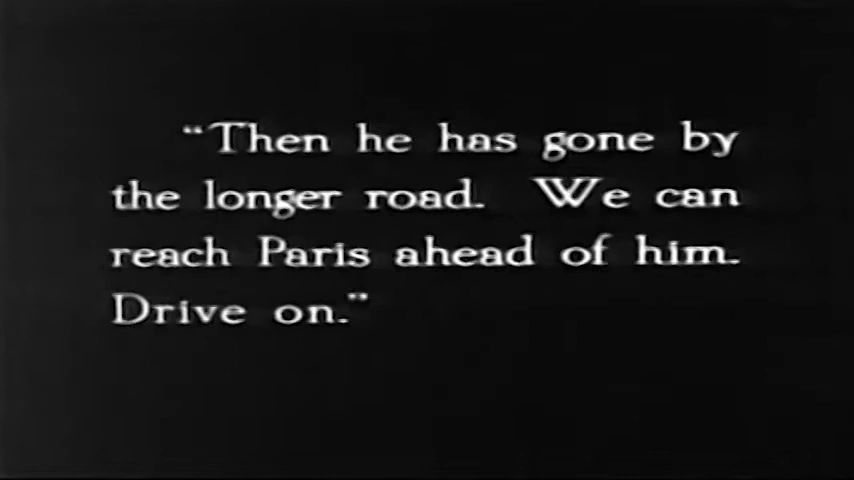 “Then he has gone by
the longer road. We can
reach Paris ahead of him.
Drive on.”